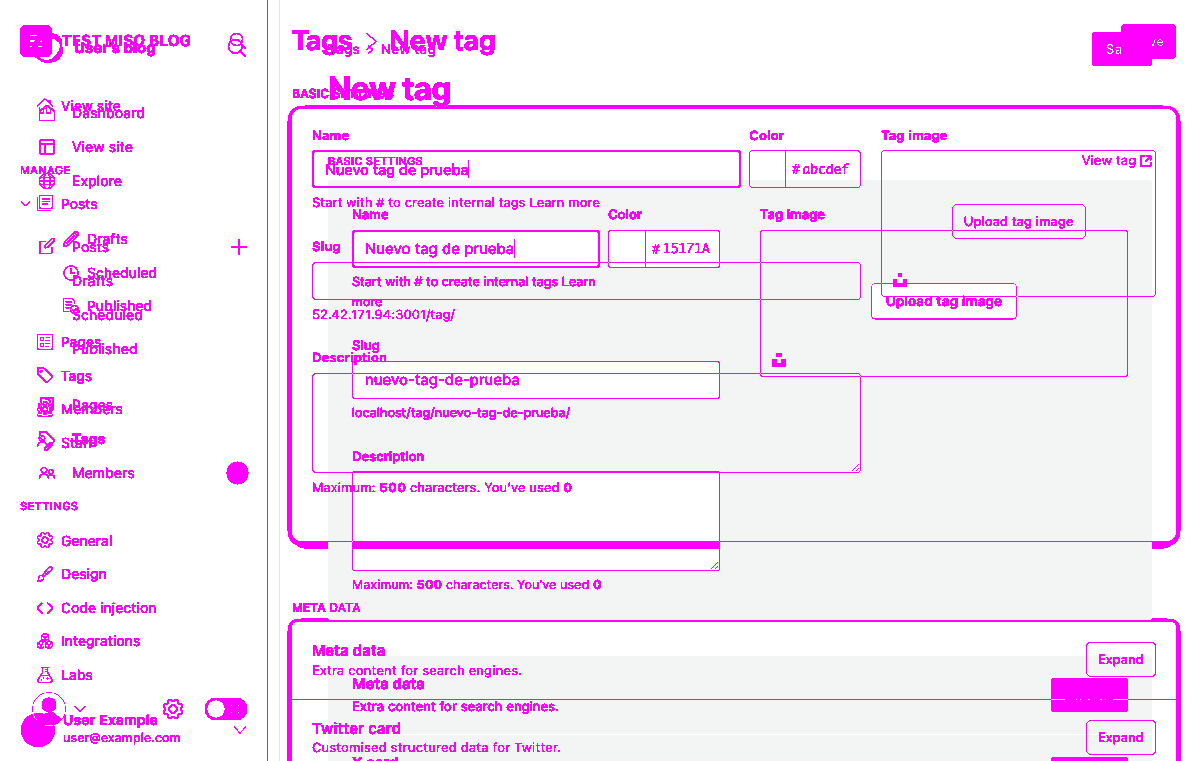 TEST MISO BLOG
User's blog
View site
Dashboard
View site
MANAGE
Explore
Posts
Drafts
Posts
Scheduled
Drafts
Published
Scheduled
Pages
Published
Tags
Members
Pages
Staff
Tags
Members
SETTINGS
General
Design
Code injection
Integrations
Labs
User Example
user@example.com
Tags > New tag
Tags > New tag
New tag
BASIC
Name
Color
Tag image
BASIC SETTINGS
Nuevo tag de prueba
#abcdef
View tag
Start with # to create internal tags Learn more
Name
Color
Tag image
Upload tag image
Slug
Nuevo tag de prueba
#15171A
Start with # to create internal tags Learn
more
Upload tag image
52.42.171.94:3001/tag/
Slug
Description
nuevo-tag-de-prueba
localhost/tag/nuevo-tag-de-prueba/
Description
Maximum: 500 characters. You've used 0
Maximum: 500 characters. You've used 0
META DATA
Meta data
Extra content for search engines.
Expand
Meta data
Extra content for search engines.
Twitter card
Customised structured data for Twitter.
Expand
X card